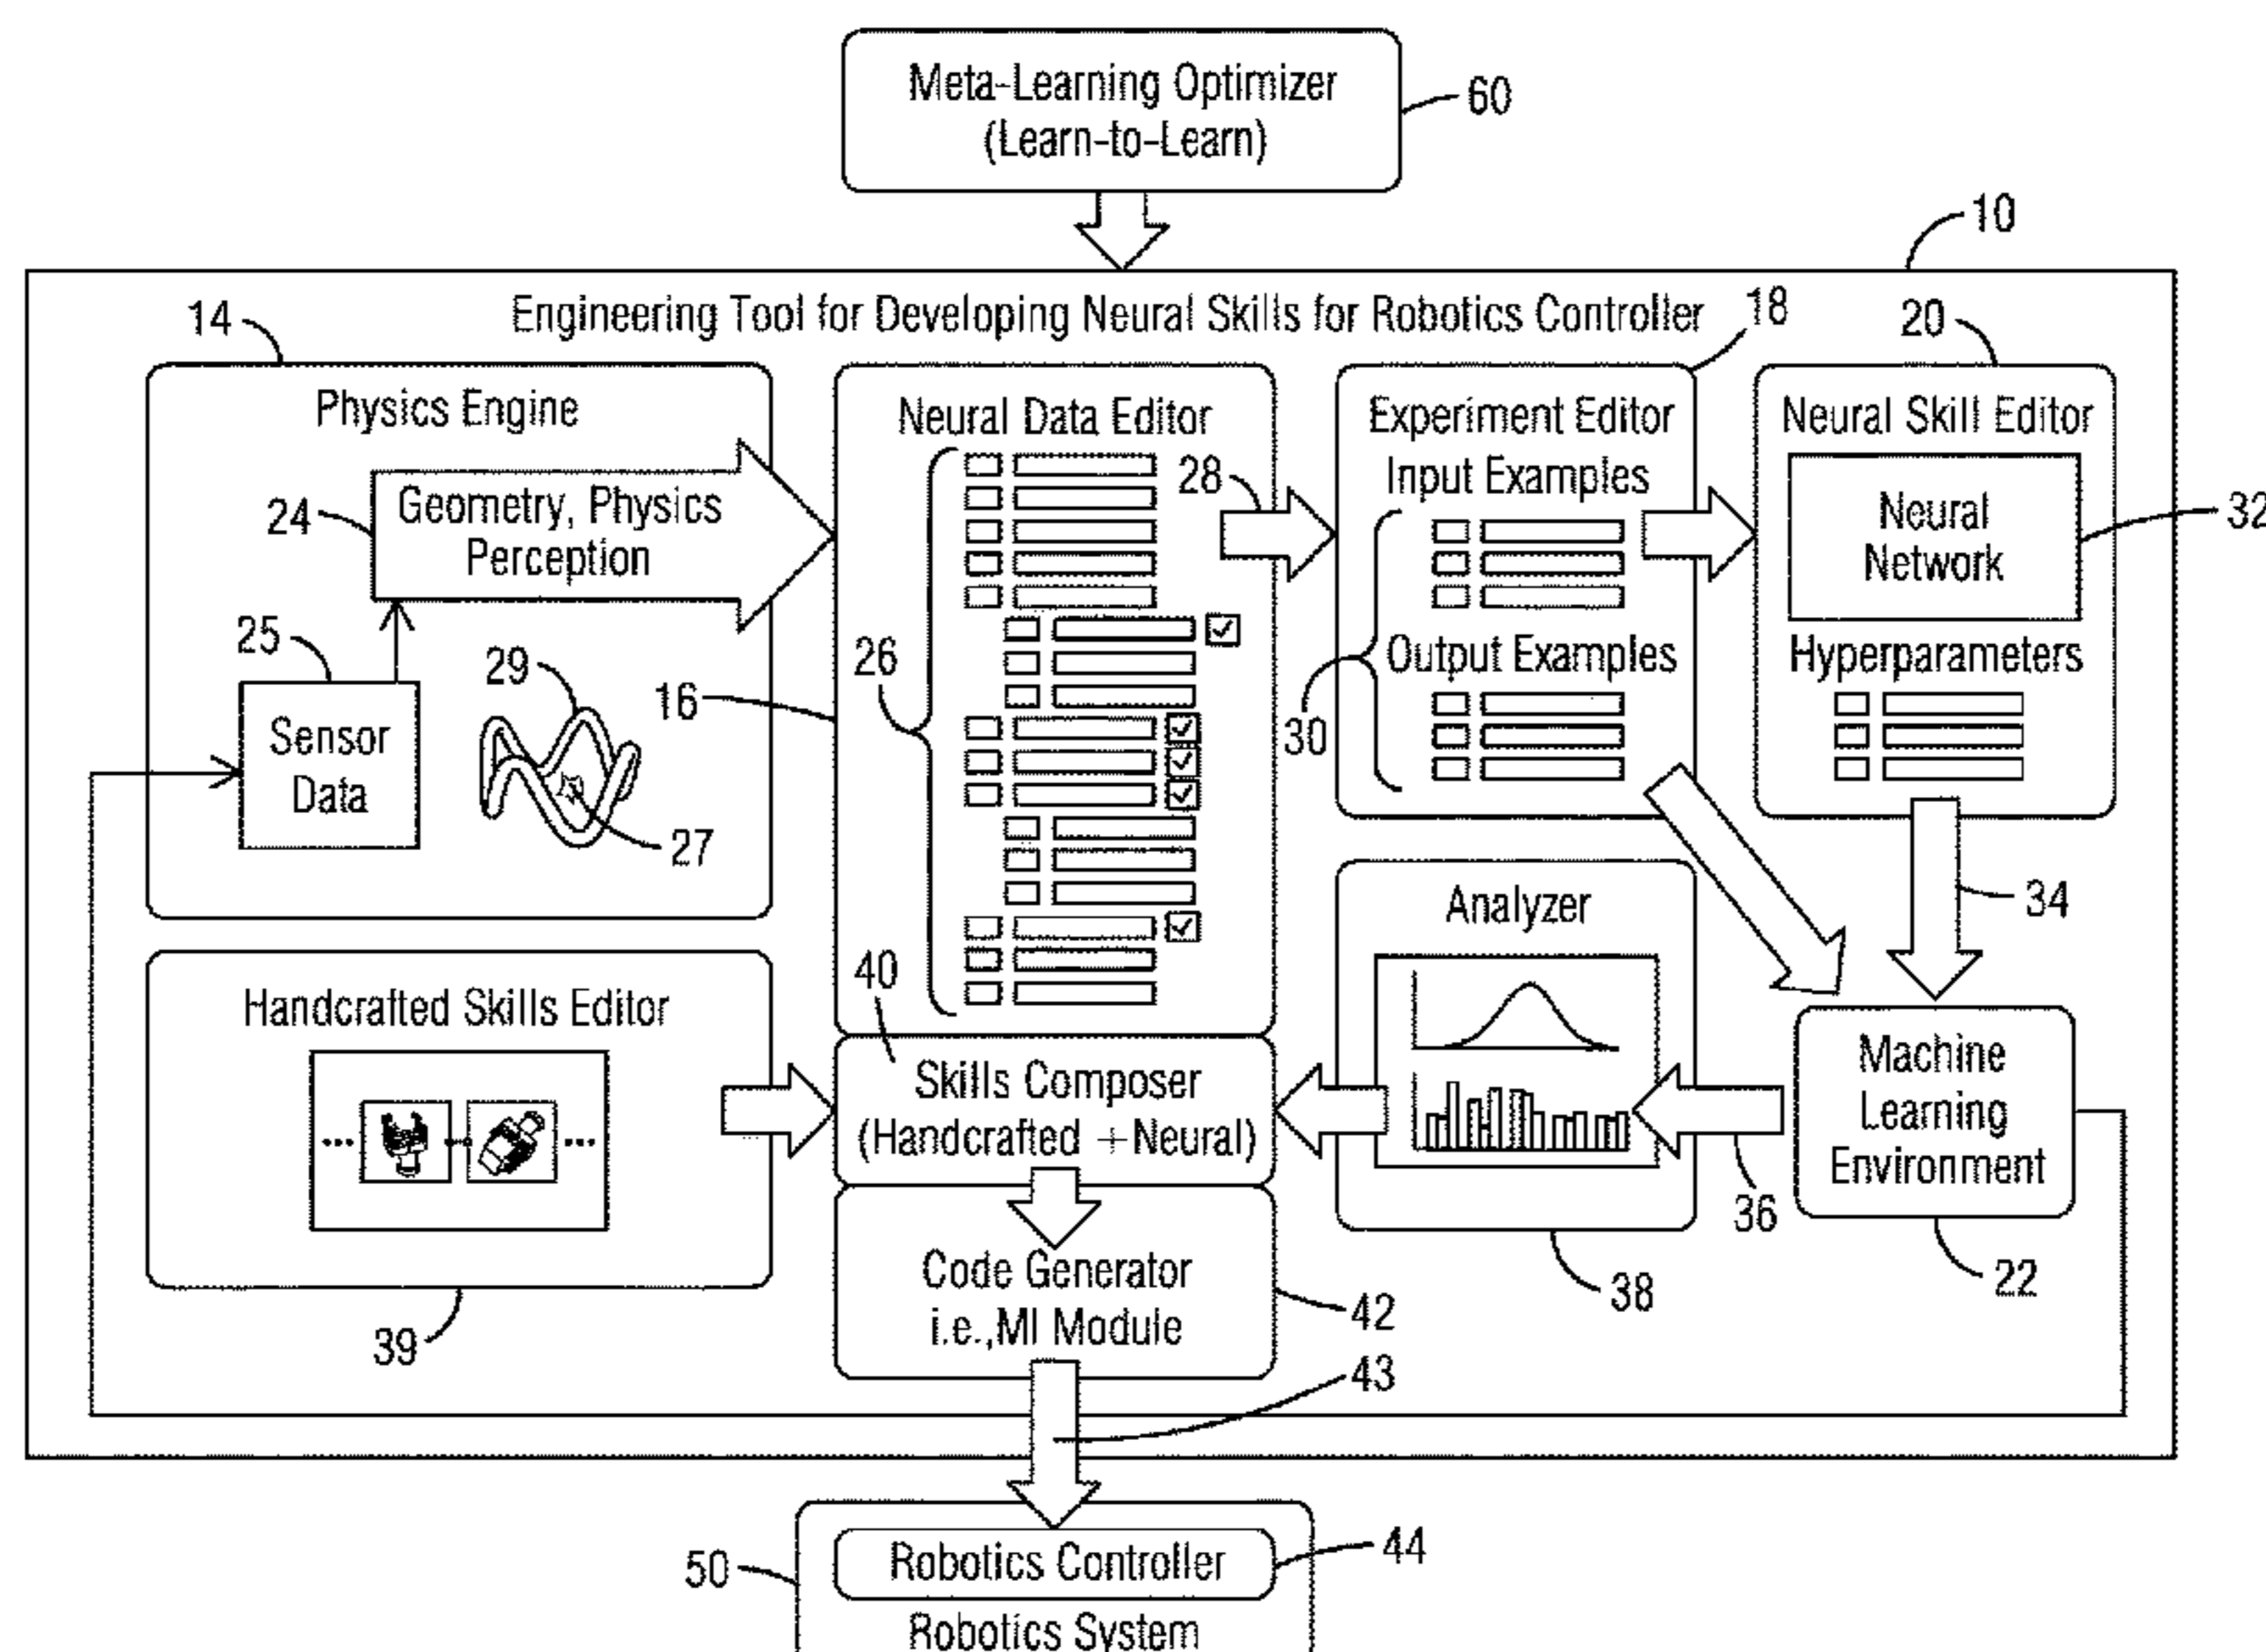 Meta-Learning Optimizer
(Learn-to-Learn)
60
10
Engineering Tool for Developing Neural Skills for Robotics Controller
14
18
20
Physics Engine
24
Geometry, Physics
Perception
25
Sensor
Data
29
27
16
Neural Data Editor
26
28
Experiment Editor
Input Examples
30
Output Examples
Neural Skill Editor
Neural
Network
32
Hyperparameters
34
Handcrafted Skills Editor
...
...
39
40
Skills Composer
(Handcrafted +Neural)
Analyzer
38
36
Machine
Learning
Environment
22
Code Generator
i.e.,MI Module
42
43
50
Robotics Controller
44
Robotics System